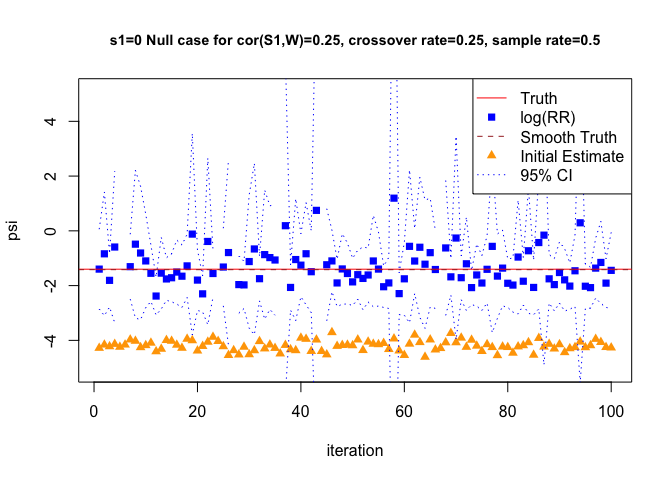 s1=0 Null case for cor(S1,W)=0.25, crossover rate=0.25, sample rate=0.5
Truth
log(RR)
Smooth Truth
Initial Estimate
95% CI
psi
4
2
0
-2
-4
0 20 40 60 80 100
iteration